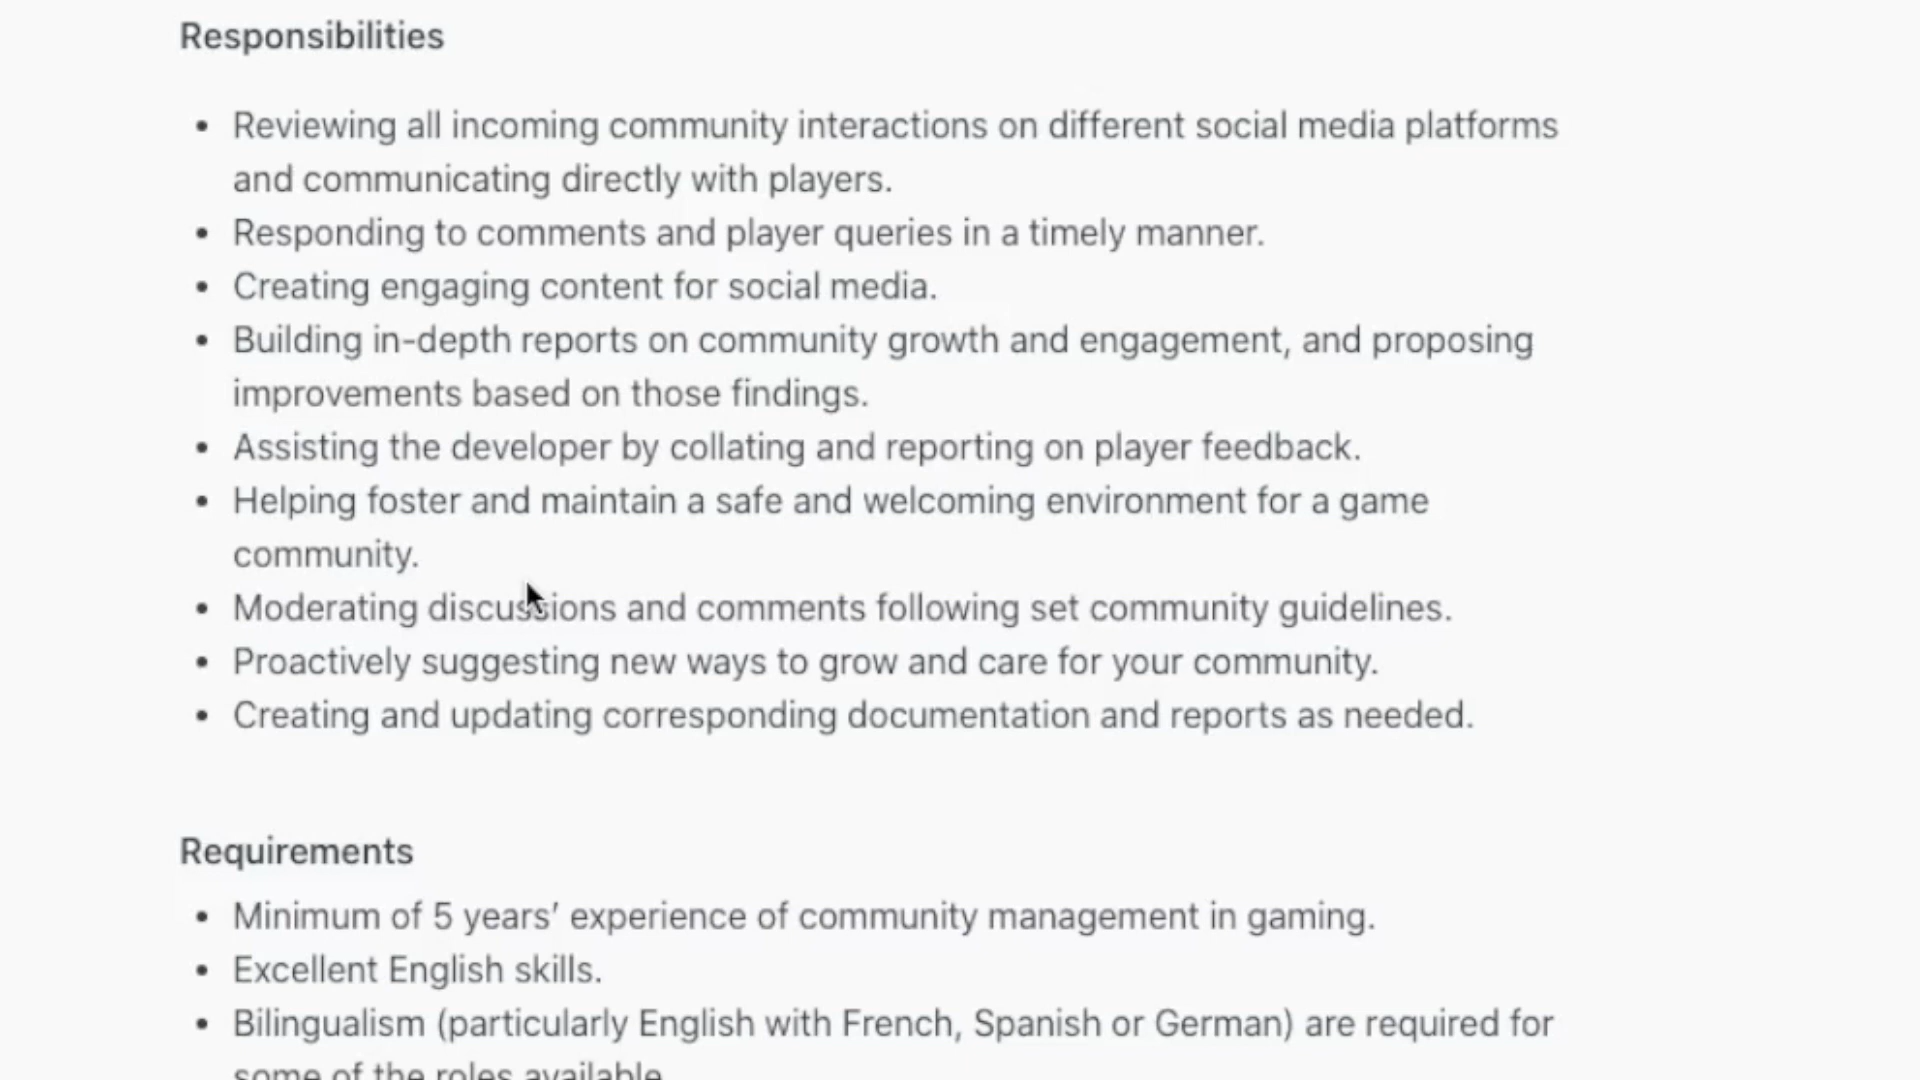 Responsibilities
• Reviewing all incoming community interactions on different social media platforms
and communicating directly with players.
• Responding to comments and player queries in a timely manner.
• Creating engaging content for social media.
• Building in-depth reports on community growth and engagement, and proposing
improvements based on those findings.
• Assisting the developer by collating and reporting on player feedback.
• Helping foster and maintain a safe and welcoming environment for a game
community.
• Moderating discussions and comments following set community guidelines.
• Proactively suggesting new ways to grow and care for your community.
• Creating and updating corresponding documentation and reports as needed.
Requirements
• Minimum of 5 years’ experience of community management in gaming.
• Excellent English skills.
• Bilingualism (particularly English with French, Spanish or German) are required for
some of the roles available